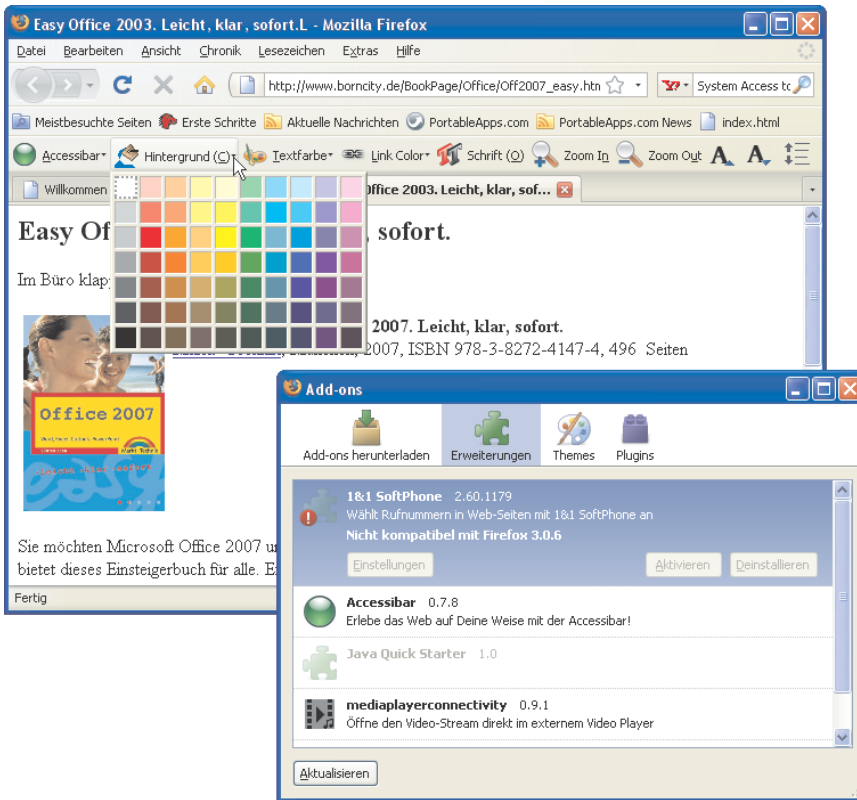 Easy Office 2003. Leicht, klar, sofort.L - Mozilla Firefox
Datei Bearbeiten Ansicht Chronik Lesezeichen Extras Hilfe
http://www.borncity.de/BookPage/Office/Off2007_easy.htn System Access tc
Meistbesuchte Seiten Erste Schritte Aktuelle Nachrichten PortableApps.com PortableApps.com News index.html
Accessibar Hintergrund (C) Textfarbe Link Color Schrift (O) Zoom In Zoom Out A A
Willkommen ffice 2003. Leicht, klar, sof...
Easy Of , sofort.
Im Büro klap
2007. Leicht, klar, sofort.
2007, ISBN 978-3-8272-4147-4, 496 Seiten
Office 2007
Markt+Technik
easy
Sie möchten Microsoft Office 2007 u
bietet dieses Einsteigerbuch für alle. E
Fertig
Add-ons
Add-ons herunterladen Erweiterungen Themes Plugins
1&1 SoftPhone 2.60.1179
Wählt Rufnummern in Web-Seiten mit 1&1 SoftPhone an
Nicht kompatibel mit Firefox 3.0.6
Einstellungen Aktivieren Deinstallieren
Accessibar 0.7.8
Erlebe das Web auf Deine Weise mit der Accessibar!
Java Quick Starter 1.0
mediaplayerconnectivity 0.9.1
Öffne den Video-Stream direkt im externem Video Player
Aktualisieren